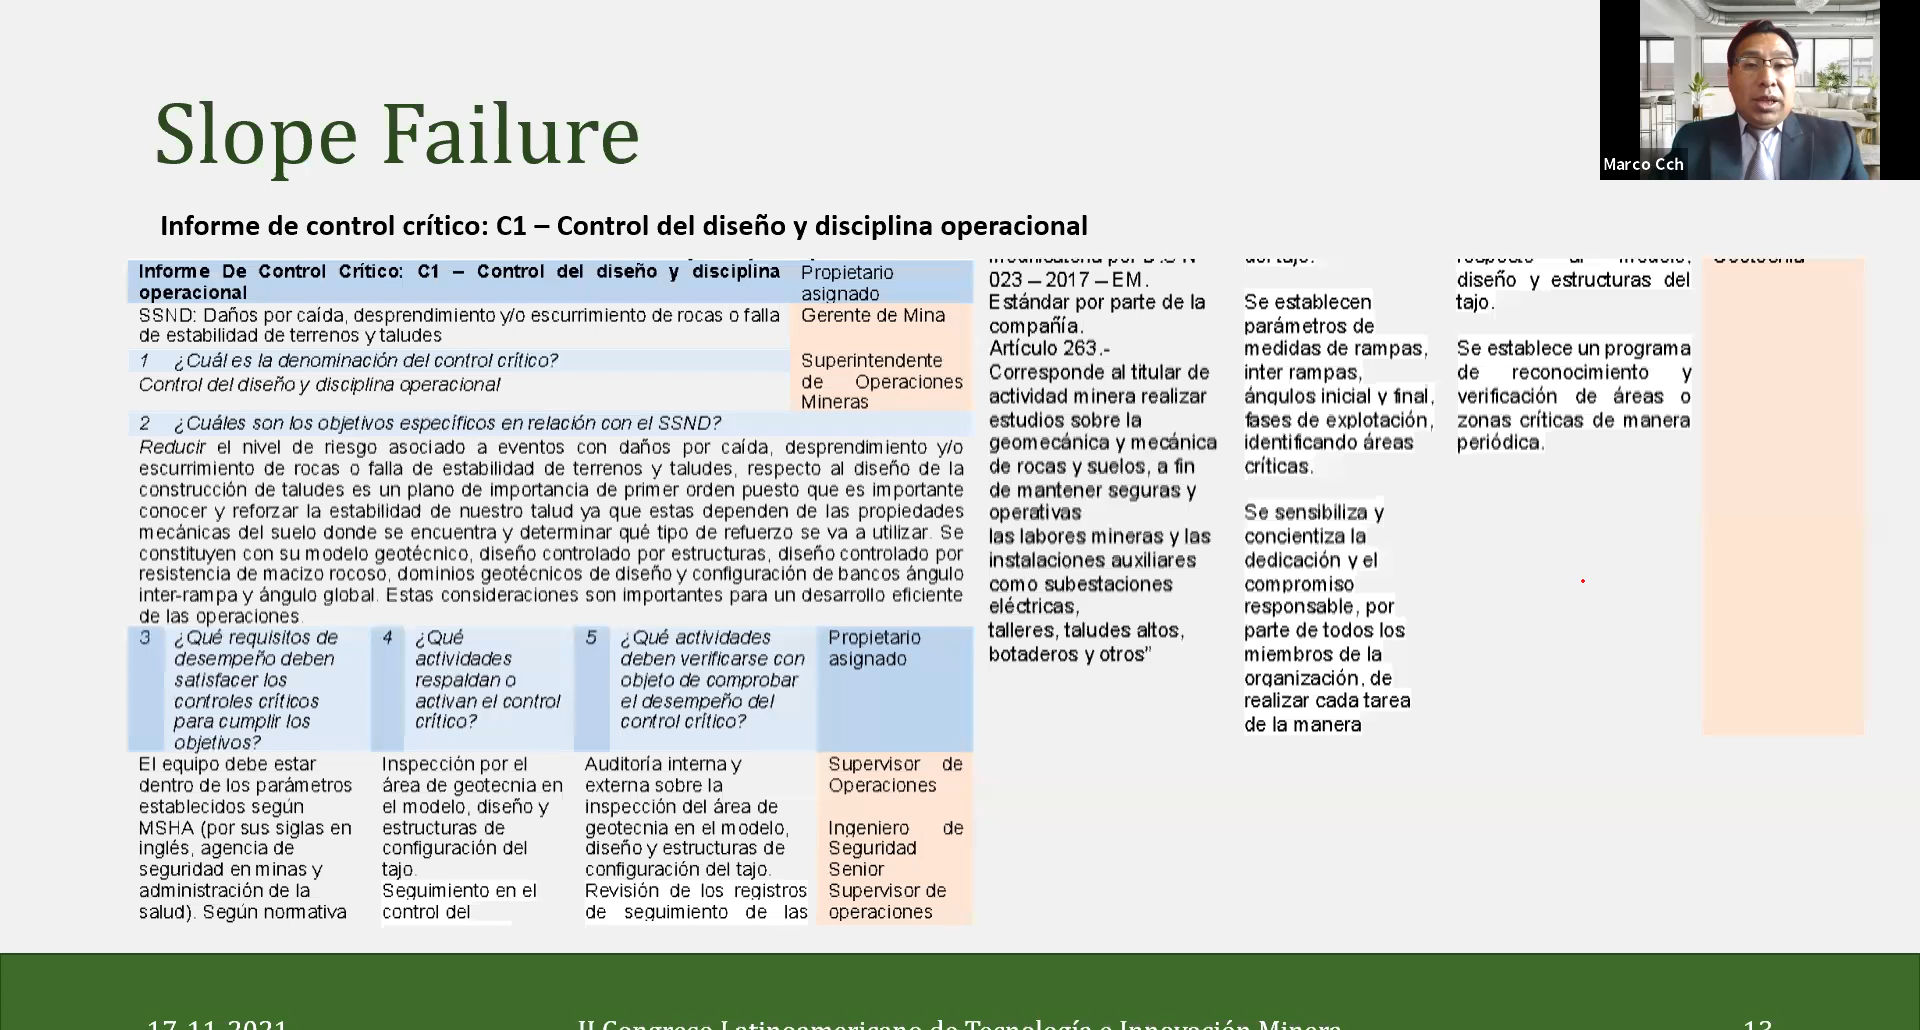 Slope Failure
Marco Cch
Informe de control crítico: C1 – Control del diseño y disciplina operacional
Informe De Control Crítico: C1 – Control del diseño y disciplina
operacional
Propietario
asignado
SSND: Daños por caída, desprendimiento y/o escurrimiento de rocas o falla
de estabilidad de terrenos y taludes
Gerente de Mina
1 ¿Cuál es la denominación del control crítico?
Control del diseño y disciplina operacional
Superintendente
de Operaciones
Mineras
2 ¿Cuáles son los objetivos específicos en relación con el SSND?
Reducir el nivel de riesgo asociado a eventos con daños por caída, desprendimiento y/o
escurrimiento de rocas o falla de estabilidad de terrenos y taludes, respecto al diseño de la
construcción de taludes es un plano de importancia de primer orden puesto que es importante
conocer y reforzar la estabilidad de nuestro talud ya que estas dependen de las propiedades
mecánicas del suelo donde se encuentra y determinar qué tipo de refuerzo se va a utilizar. Se
constituyen con su modelo geotécnico, diseño controlado por estructuras, diseño controlado por
resistencia de macizo rocoso, dominios geotécnicos de diseño y configuración de bancos ángulo
inter-rampa y ángulo global. Estas consideraciones son importantes para un desarrollo eficiente
de las operaciones.
3 ¿Qué requisitos de
desempeño deben
satisfacer los
controles críticos
para cumplir los
objetivos?
4 ¿Qué
actividades
respaldan o
activan el control
crítico?
5 ¿Qué actividades
deben verificarse con
objeto de comprobar
el desempeño del
control crítico?
Propietario
asignado
El equipo debe estar
dentro de los parámetros
establecidos según
MSHA (por sus siglas en
inglés, agencia de
seguridad en minas y
administración de la
salud). Según normativa
Inspección por el
área de geotecnia en
el modelo, diseño y
estructuras de
configuración del
tajo.
Seguimiento en el
control del
Auditoría interna y
externa sobre la
inspección del área de
geotecnia en el modelo,
diseño y estructuras de
configuración del tajo.
Revisión de los registros
de seguimiento de las
Supervisor de
Operaciones
Ingeniero de
Seguridad
Senior
Supervisor de
operaciones
023 – 2017 – EM.
Estándar por parte de la
compañía.
Artículo 263.-
Corresponde al titular de
actividad minera realizar
estudios sobre la
geomecánica y mecánica
de rocas y suelos, a fin
de mantener seguras y
operativas
las labores mineras y las
instalaciones auxiliares
como subestaciones
eléctricas,
talleres, taludes altos,
botaderos y otros”
del tajo.
Se establecen
parámetros de
medidas de rampas,
inter rampas,
ángulos inicial y final,
fases de explotación,
identificando áreas
críticas.
Se sensibiliza y
concientiza la
dedicación y el
compromiso
responsable, por
parte de todos los
miembros de la
organización, de
realizar cada tarea
de la manera
respecto al modelo,
diseño y estructuras del
tajo.
Se establece un programa
de reconocimiento y
verificación de áreas o
zonas críticas de manera
periódica.
17-11-2021
II Congreso Latinoamericano de Tecnología e Innovación Minera
13